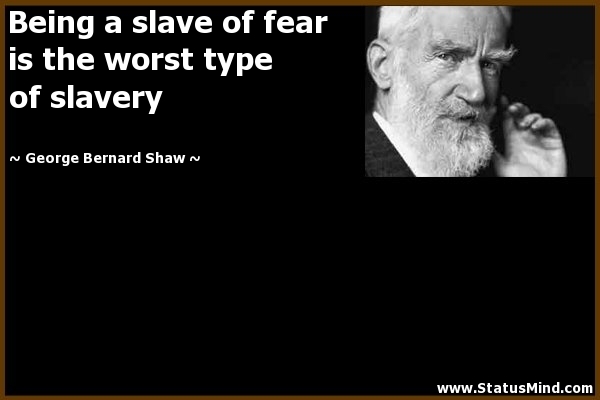 Being a slave of fear
is the worst type
of slavery
~ George Bernard Shaw ~
www.StatusMind.com